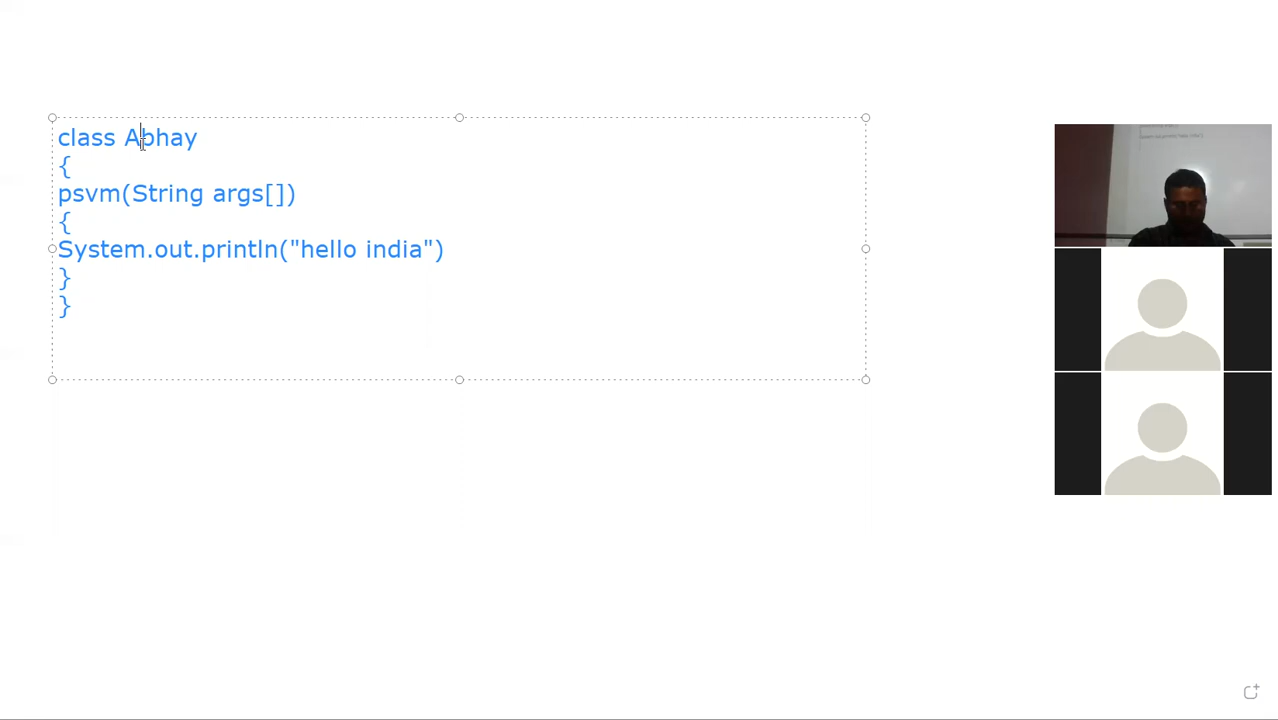 class Abhay
{
psvm(String args[])
{
System.out.println("hello india")
}
}